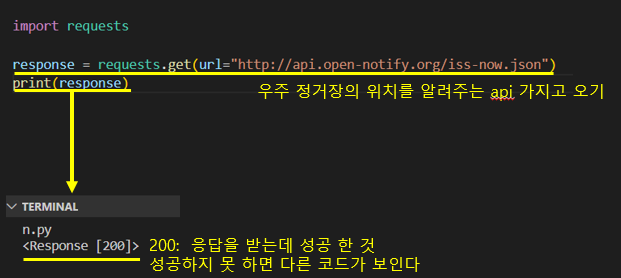 import requests
response = requests.get(url="http://api.open-notify.org/iss-now.json")
print(response)
우주 정거장의 위치를 알려주는 api 가지고 오기
TERMINAL
n.py
<Response [200]>
200: 응답을 받는데 성공 한 것
성공하지 못 하면 다른 코드가 보인다